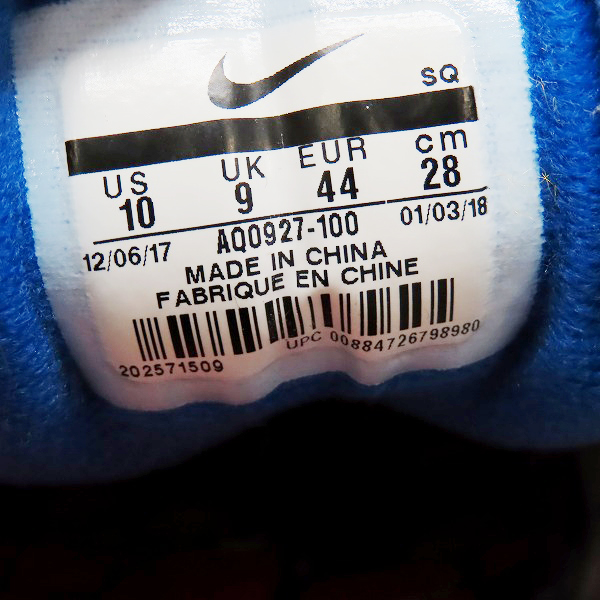 SQ
US UK EUR cm
10 9 44 28
12/06/17 AQ0927-100 01/03/18
MADE IN CHINA
FABRIQUE EN CHINE
202571509 UPC 00884726798980